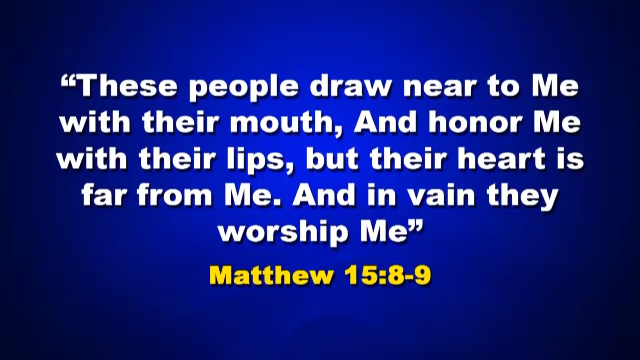 “These people draw near to Me
with their mouth, And honor Me
with their lips, but their heart is
far from Me. And in vain they
worship Me”
Matthew 15:8-9